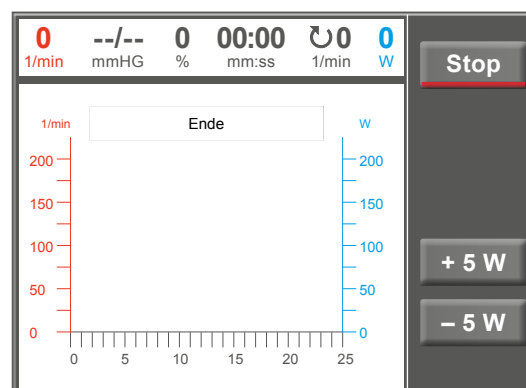 0 --/-- 0 00:00 ↻0 0
1/min mmHG % mm:ss 1/min W
Stop
1/min Ende W
200 200
150 150
100 100
+ 5 W
50 50
– 5 W
0 0
0 5 10 15 20 25